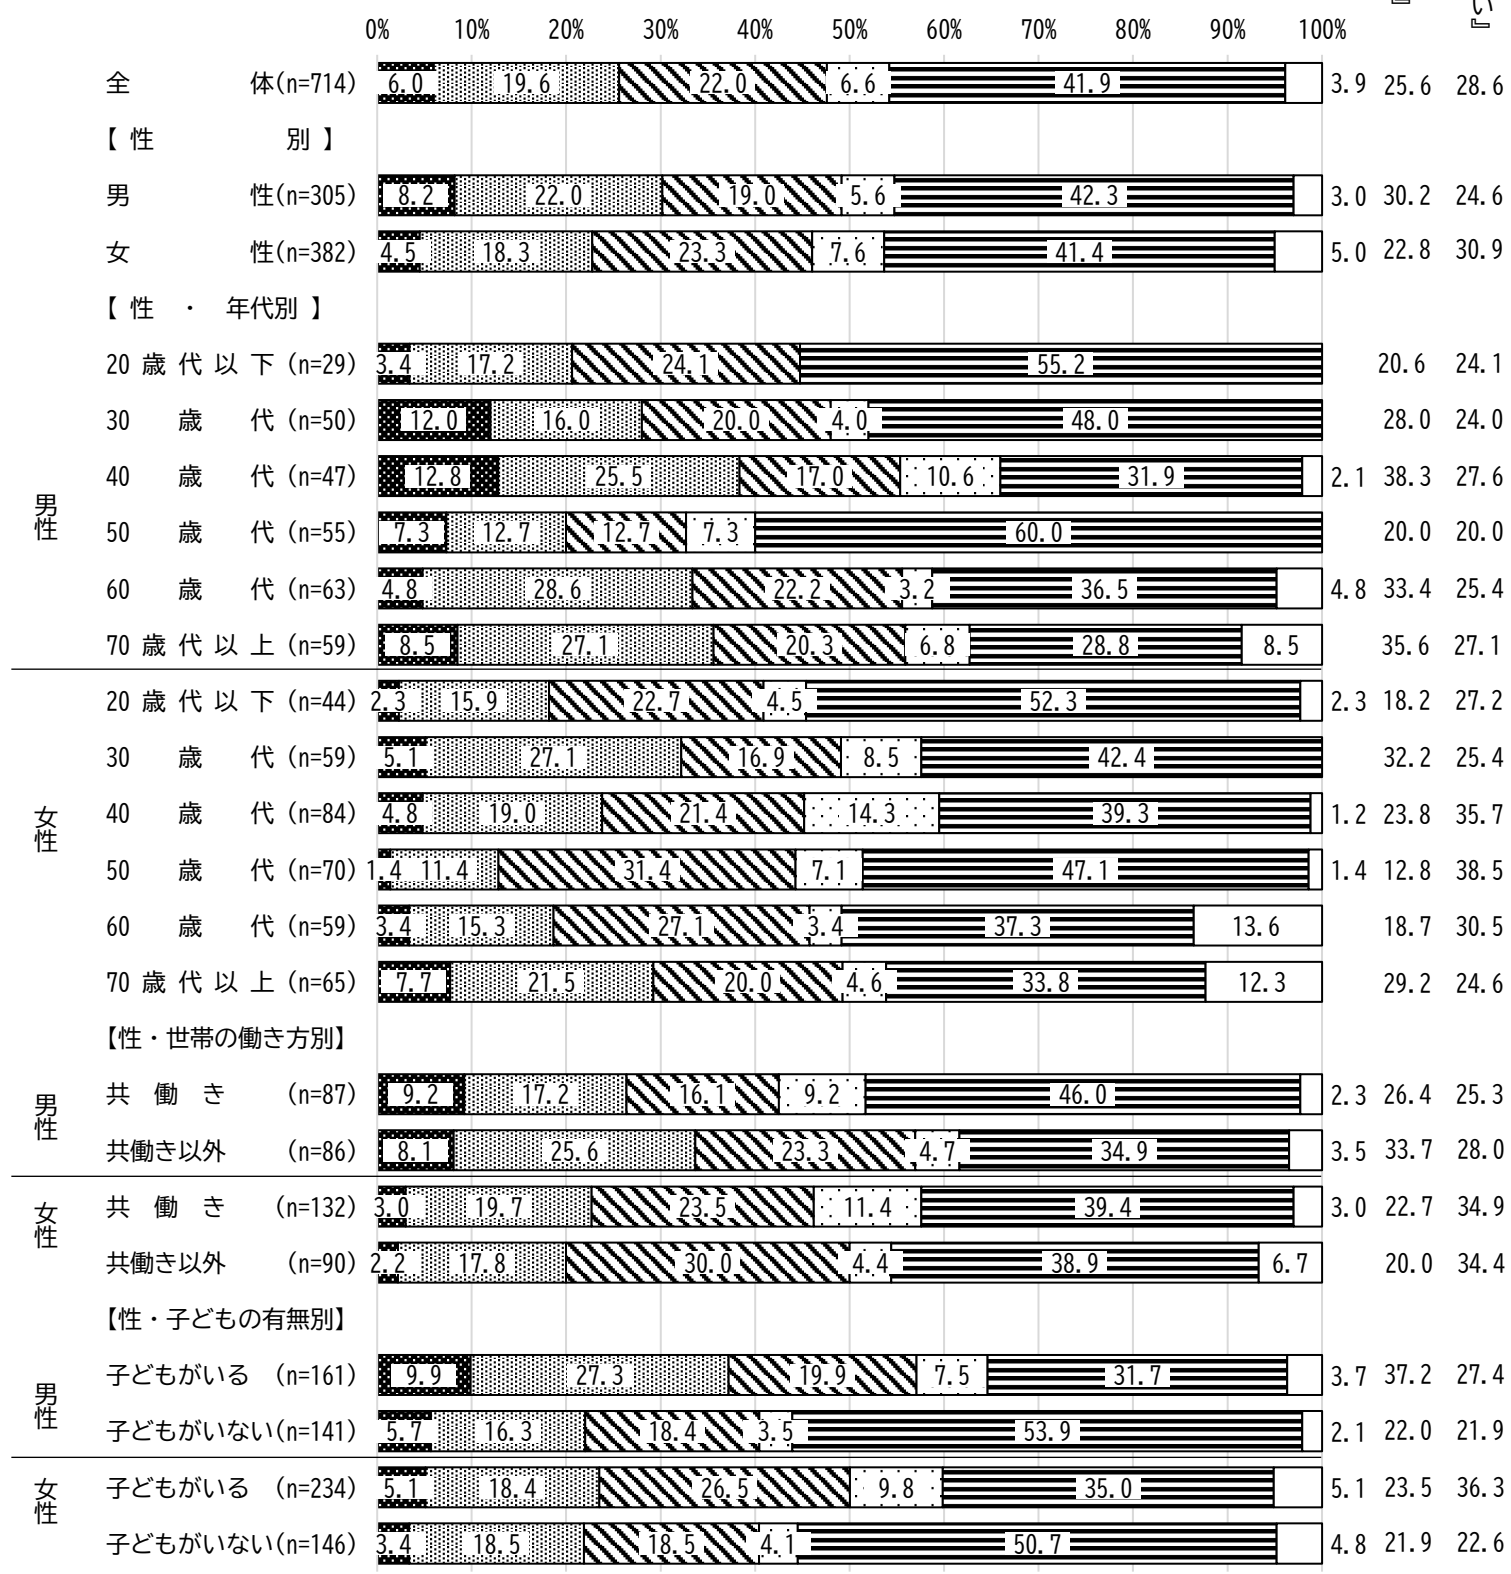 』 い』
0% 10% 20% 30% 40% 50% 60% 70% 80% 90% 100%
全体(n=714) 6.0 19.6 22.0 6.6 41.9 3.9 25.6 28.6
【性別】
男性(n=305) 8.2 22.0 19.0 5.6 42.3 3.0 30.2 24.6
女性(n=382) 4.5 18.3 23.3 7.6 41.4 5.0 22.8 30.9
【性・年代別】
男性
20歳代以下(n=29) 3.4 17.2 24.1 55.2 20.6 24.1
30歳代(n=50) 12.0 16.0 20.0 4.0 48.0 28.0 24.0
40歳代(n=47) 12.8 25.5 17.0 10.6 31.9 2.1 38.3 27.6
50歳代(n=55) 7.3 12.7 12.7 7.3 60.0 20.0 20.0
60歳代(n=63) 4.8 28.6 22.2 3.2 36.5 4.8 33.4 25.4
70歳代以上(n=59) 8.5 27.1 20.3 6.8 28.8 8.5 35.6 27.1
女性
20歳代以下(n=44) 2.3 15.9 22.7 4.5 52.3 2.3 18.2 27.2
30歳代(n=59) 5.1 27.1 16.9 8.5 42.4 32.2 25.4
40歳代(n=84) 4.8 19.0 21.4 14.3 39.3 1.2 23.8 35.7
50歳代(n=70) 1.4 11.4 31.4 7.1 47.1 1.4 12.8 38.5
60歳代(n=59) 3.4 15.3 27.1 3.4 37.3 13.6 18.7 30.5
70歳代以上(n=65) 7.7 21.5 20.0 4.6 33.8 12.3 29.2 24.6
【性・世帯の働き方別】
男性
共働き(n=87) 9.2 17.2 16.1 9.2 46.0 2.3 26.4 25.3
共働き以外(n=86) 8.1 25.6 23.3 4.7 34.9 3.5 33.7 28.0
女性
共働き(n=132) 3.0 19.7 23.5 11.4 39.4 3.0 22.7 34.9
共働き以外(n=90) 2.2 17.8 30.0 4.4 38.9 6.7 20.0 34.4
【性・子どもの有無別】
男性
子どもがいる(n=161) 9.9 27.3 19.9 7.5 31.7 3.7 37.2 27.4
子どもがいない(n=141) 5.7 16.3 18.4 3.5 53.9 2.1 22.0 21.9
女性
子どもがいる(n=234) 5.1 18.4 26.5 9.8 35.0 5.1 23.5 36.3
子どもがいない(n=146) 3.4 18.5 18.5 4.1 50.7 4.8 21.9 22.6